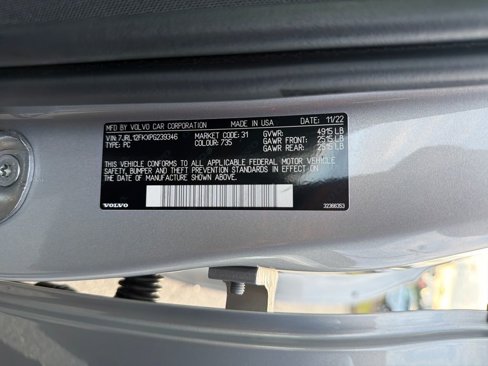 MFD BY VOLVO CAR CORPORATION MADE IN USA DATE: 11/22
VIN: 7JRL12FKXPG239346 MARKET CODE: 31 GVWR: 4915 LB
TYPE: PC COLOUR: 735 GAWR FRONT: 2515 LB
GAWR REAR: 2515 LB
THIS VEHICLE CONFORMS TO ALL APPLICABLE FEDERAL MOTOR VEHICLE
SAFETY, BUMPER AND THEFT PREVENTION STANDARDS IN EFFECT ON
THE DATE OF MANUFACTURE SHOWN ABOVE.
VOLVO 32366353